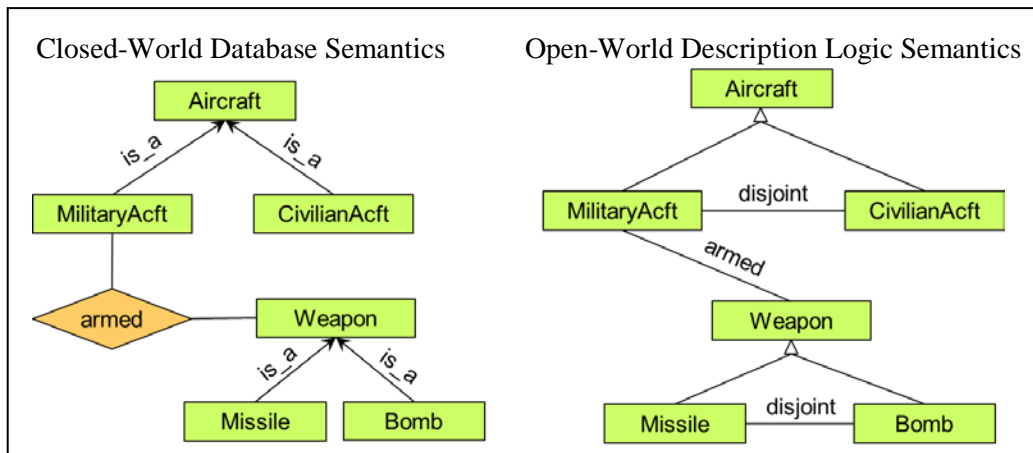 Closed-World Database Semantics
Aircraft
is_a
is_a
MilitaryAcft
CivilianAcft
armed
Weapon
is_a
is_a
Missile
Bomb
Open-World Description Logic Semantics
Aircraft
MilitaryAcft
disjoint
CivilianAcft
armed
Weapon
Missile
disjoint
Bomb